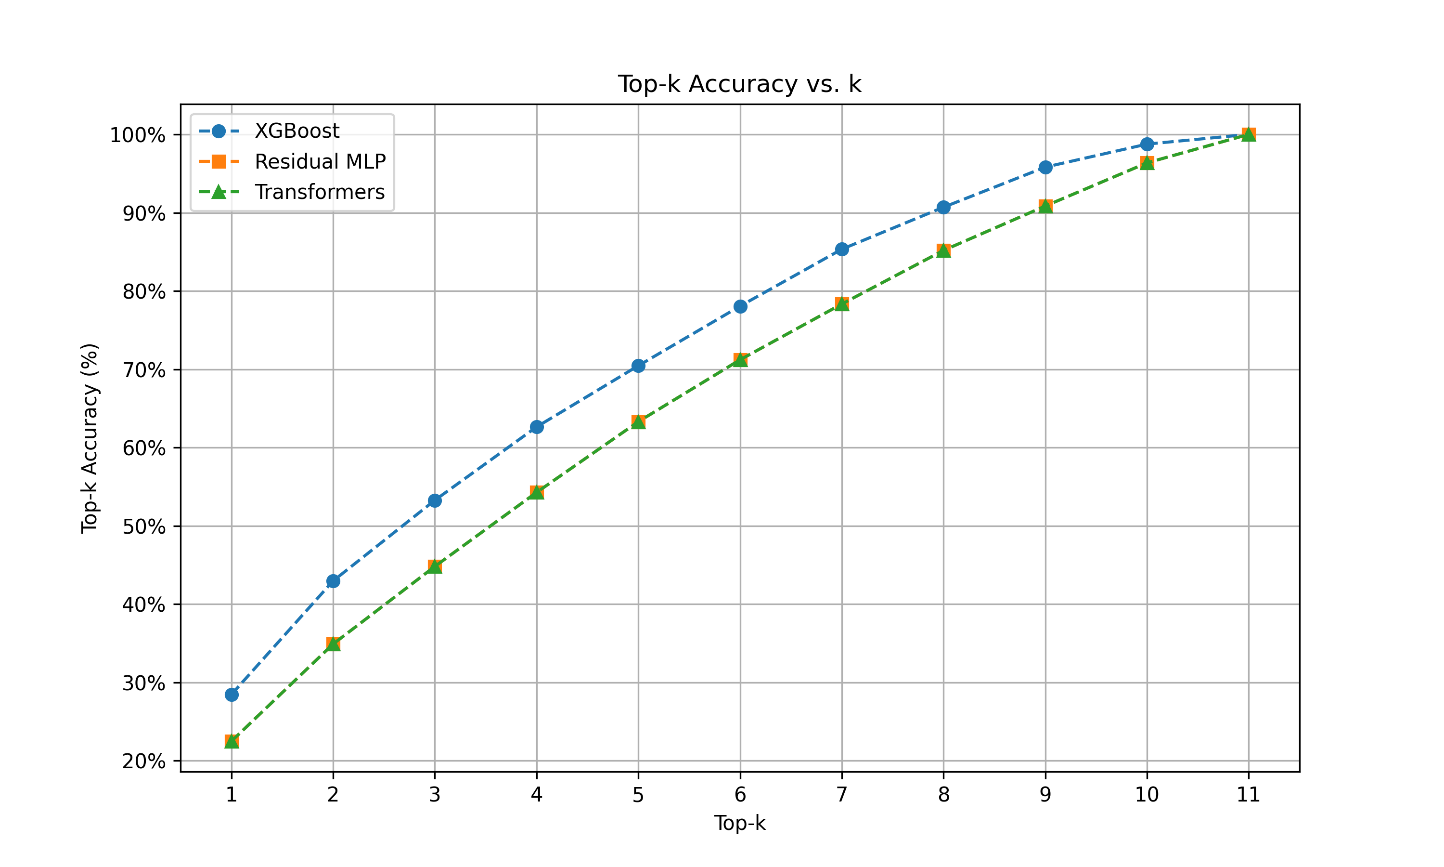 Top-k Accuracy vs. k
XGBoost
Residual MLP
Transformers
100%
90%
80%
70%
60%
50%
40%
30%
20%
Top-k Accuracy (%)
1 2 3 4 5 6 7 8 9 10 11
Top-k